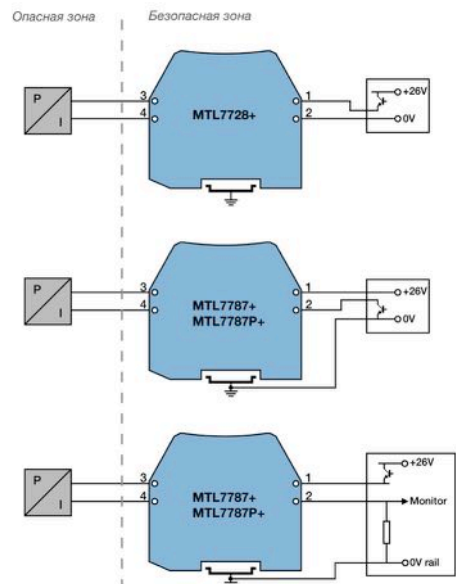 Опасная зона
Безопасная зона
P
I
3
4
MTL7728+
1
2
+26V
0V
P
I
3
4
MTL7787+
MTL7787P+
1
2
+26V
0V
P
I
3
4
MTL7787+
MTL7787P+
1
2
+26V
Monitor
0V rail